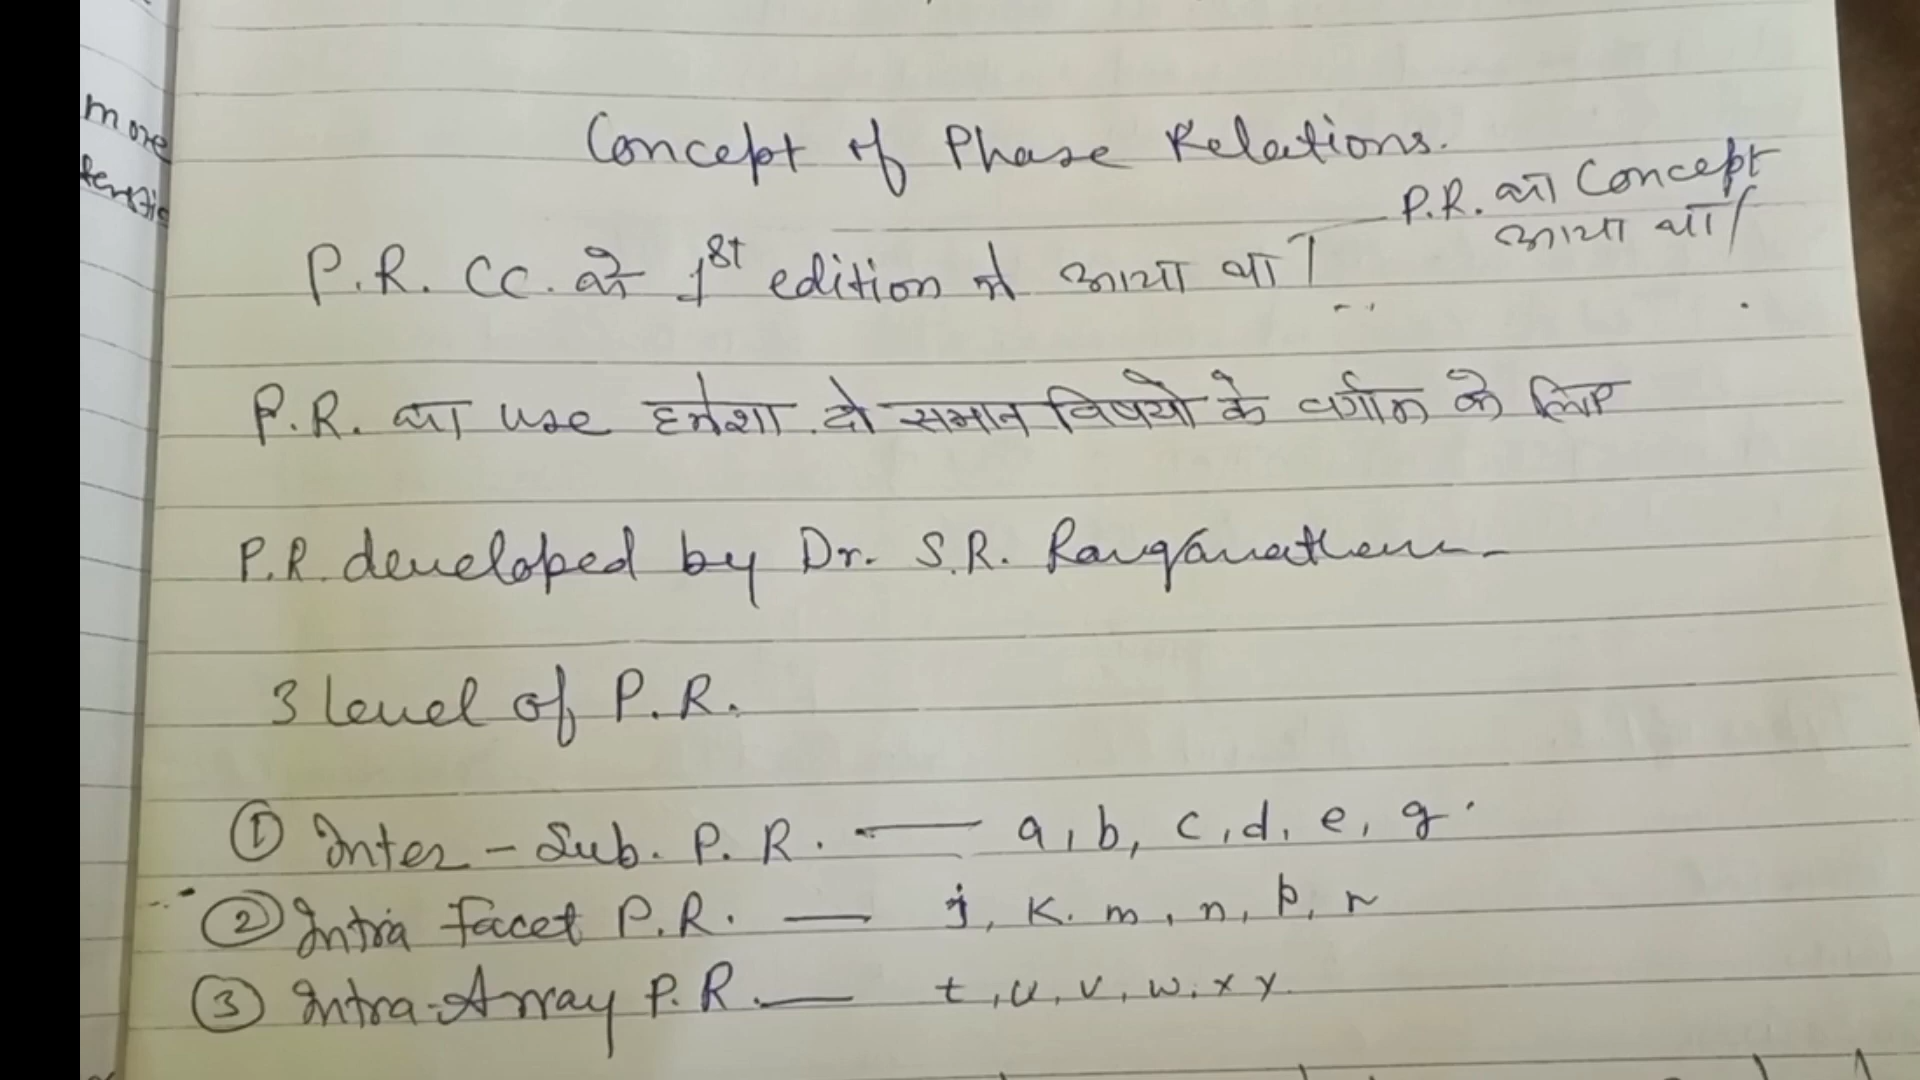 more
Concept of Phase Relations.
P.R. का Concept
आया था।
P.R. CC. के 1st edition में आया था।
P.R. का use हमेशा दो समान विषयो के वर्गीक के लिए
P.R. developed by Dr. S.R. Ranganathan
3 level of P.R.
① Inter-Sub. P.R. — a, b, c, d, e, g
② Intra Facet P.R. — j, k. m, n, p, r
③ Intra-Array P.R. — t, u, v, w, x y